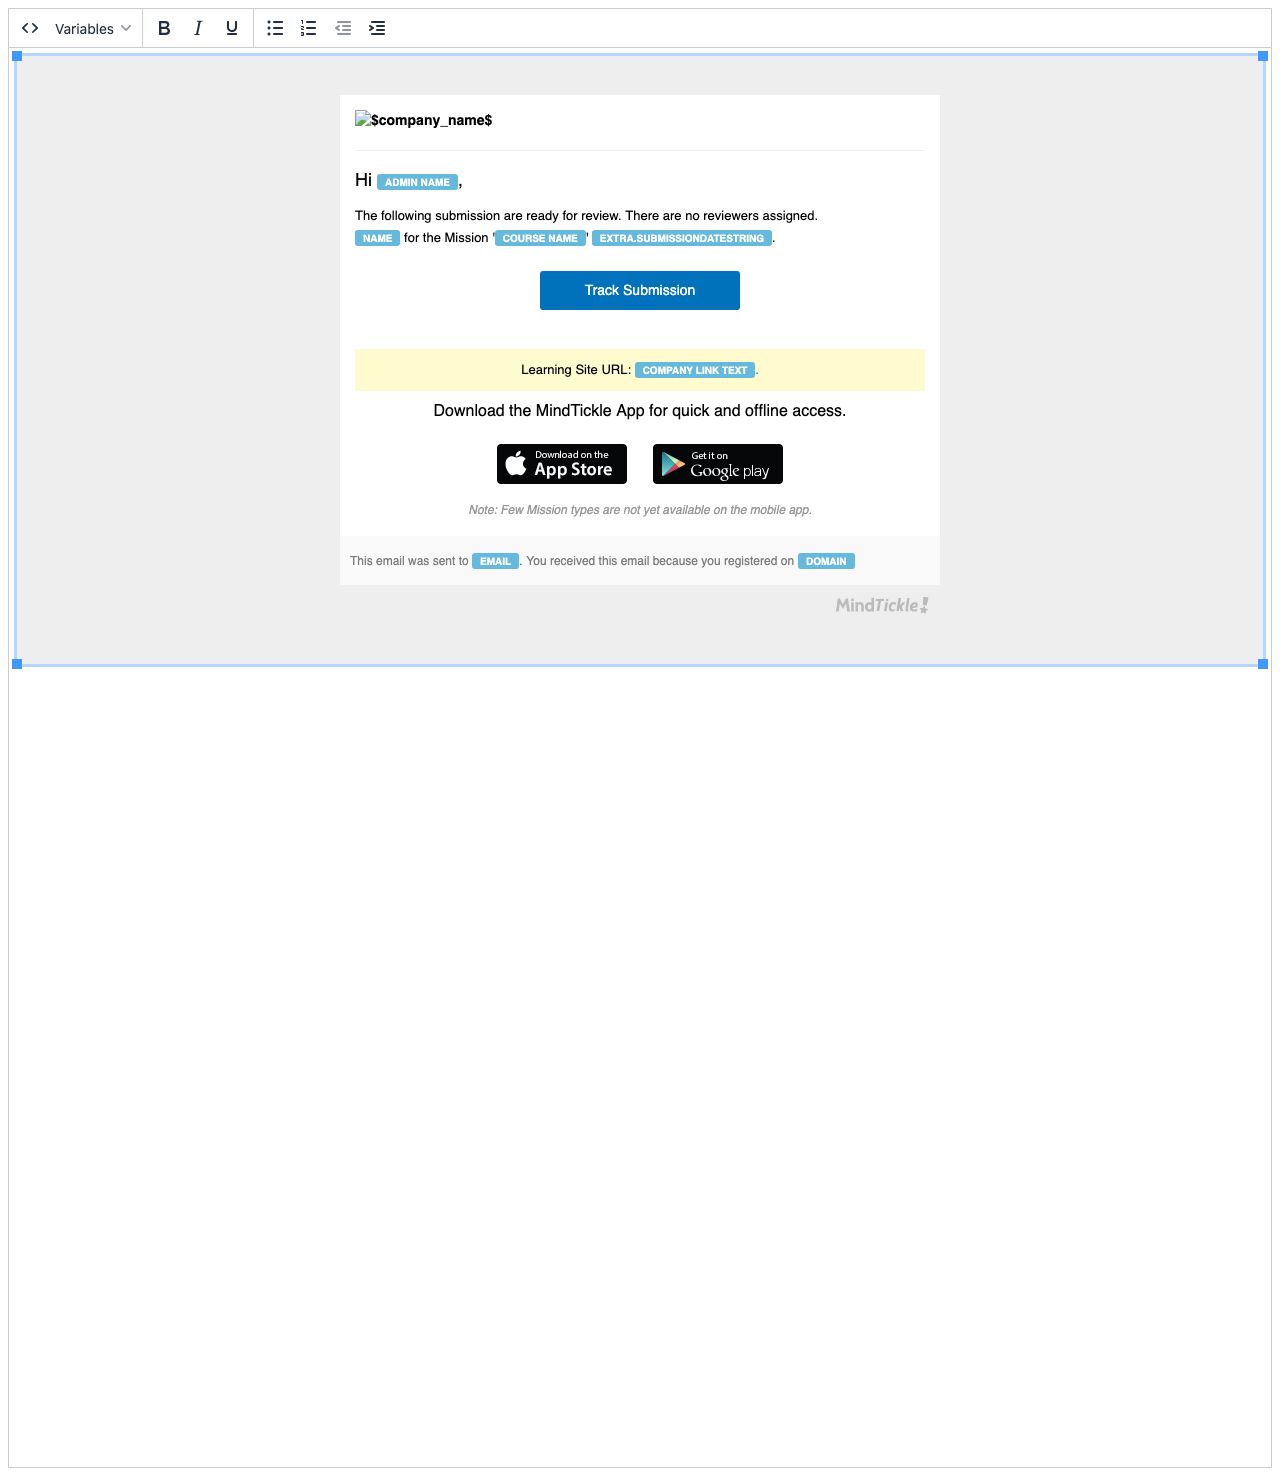 Variables
$company_name$
Hi ADMIN NAME,
The following submission are ready for review. There are no reviewers assigned.
NAME for the Mission 'COURSE NAME' EXTRA.SUBMISSIONDATESTRING.
Track Submission
Learning Site URL: COMPANY LINK TEXT.
Download the MindTickle App for quick and offline access.
Download on the
App Store
Get it on
Google play
Note: Few Mission types are not yet available on the mobile app.
This email was sent to EMAIL. You received this email because you registered on DOMAIN
MindTickle!